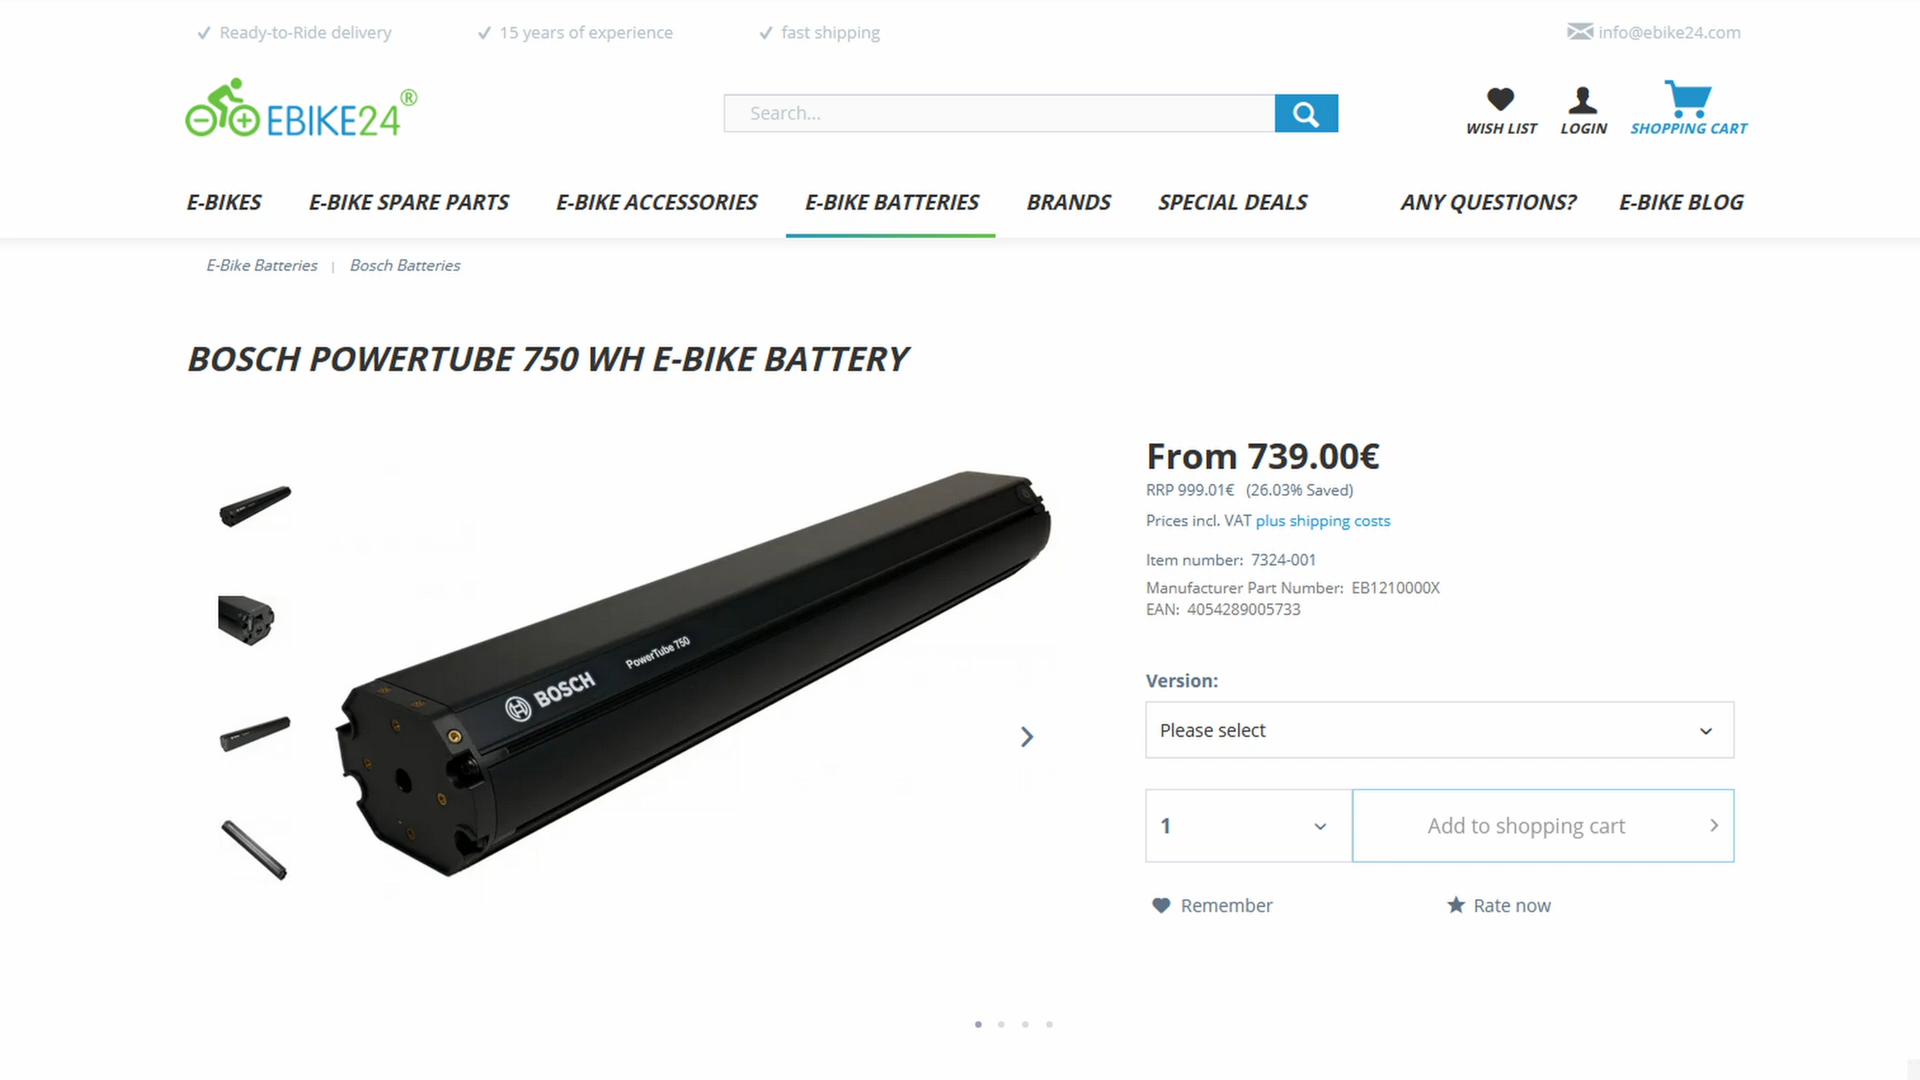 Ready-to-Ride delivery
15 years of experience
fast shipping
info@ebike24.com
EBIKE24®
Search...
WISH LIST
LOGIN
SHOPPING CART
E-BIKES
E-BIKE SPARE PARTS
E-BIKE ACCESSORIES
E-BIKE BATTERIES
BRANDS
SPECIAL DEALS
ANY QUESTIONS?
E-BIKE BLOG
E-Bike Batteries | Bosch Batteries
BOSCH POWERTUBE 750 WH E-BIKE BATTERY
BOSCH PowerTube 750
From 739.00€
RRP 999.01€ (26.03% Saved)
Prices incl. VAT plus shipping costs
Item number: 7324-001
Manufacturer Part Number: EB1210000X
EAN: 4054289005733
Version:
Please select
1
Add to shopping cart
Remember
Rate now